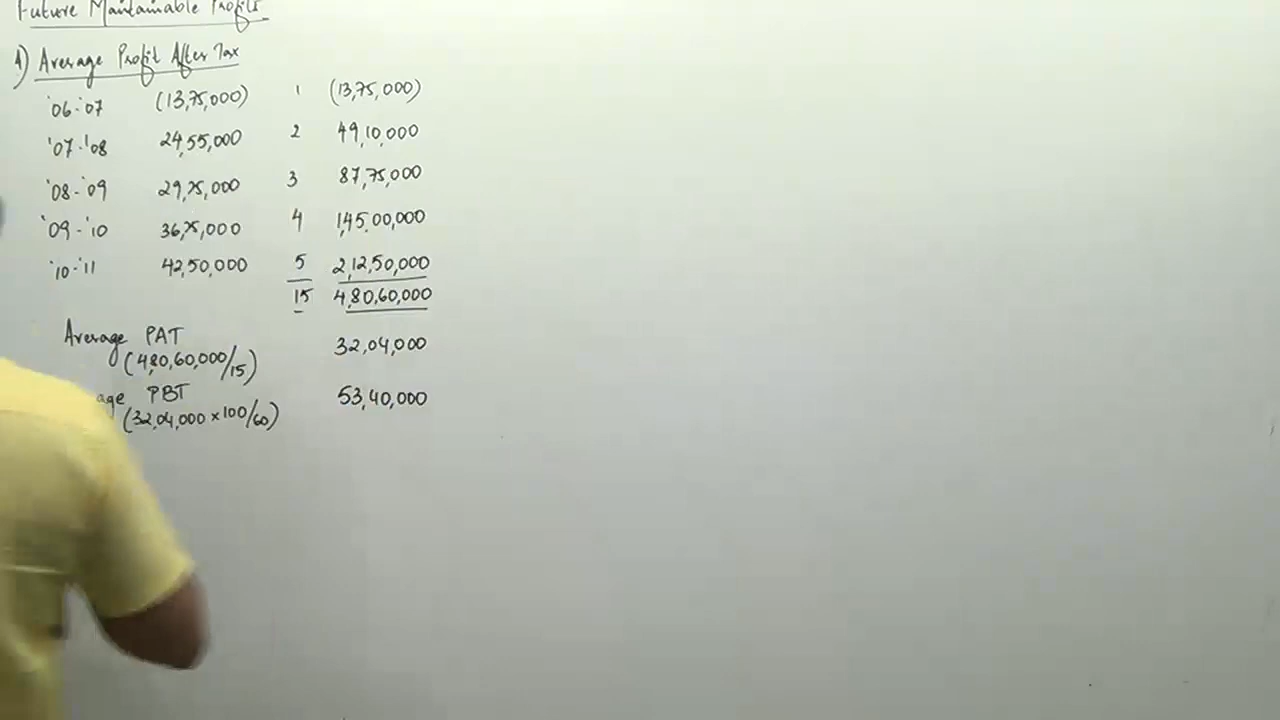 Future Maintainable Profits
1) Average Profit After Tax
'06-'07 (13,75,000) 1 (13,75,000)
'07-'08 24,55,000 2 49,10,000
'08-'09 29,25,000 3 87,75,000
'09-'10 36,25,000 4 1,45,00,000
'10-'11 42,50,000 5 2,12,50,000
15 4,80,60,000
Average PAT 32,04,000
(4,80,60,000/15)
age PBT 53,40,000
(32,04,000 × 100/60)